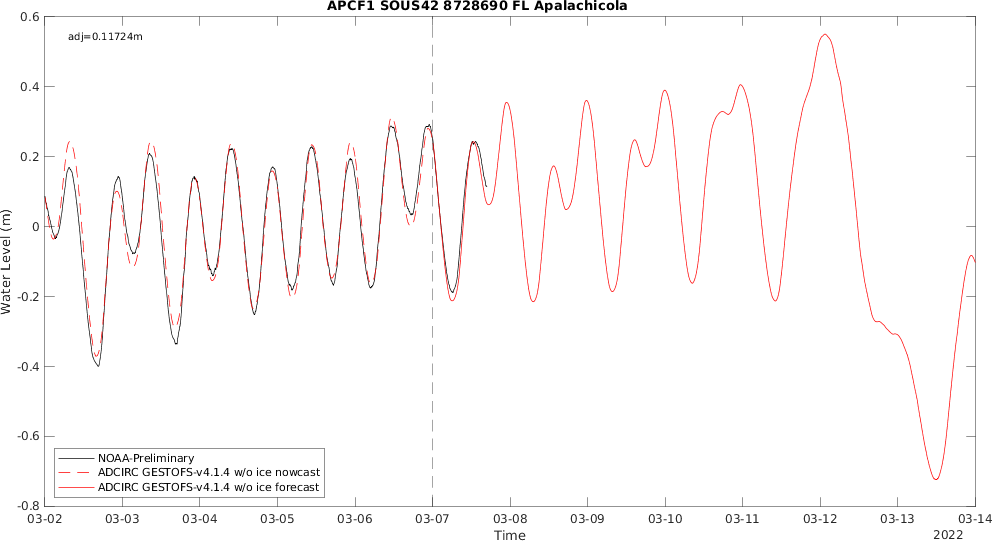 APCF1 SOUS42 8728690 FL Apalachicola
adj=0.11724m
0.6
0.4
0.2
0
-0.2
-0.4
-0.6
-0.8
Water Level (m)
NOAA-Preliminary
ADCIRC GESTOFS-v4.1.4 w/o ice nowcast
ADCIRC GESTOFS-v4.1.4 w/o ice forecast
03-02 03-03 03-04 03-05 03-06 03-07 03-08 03-09 03-10 03-11 03-12 03-13 03-14
Time
2022